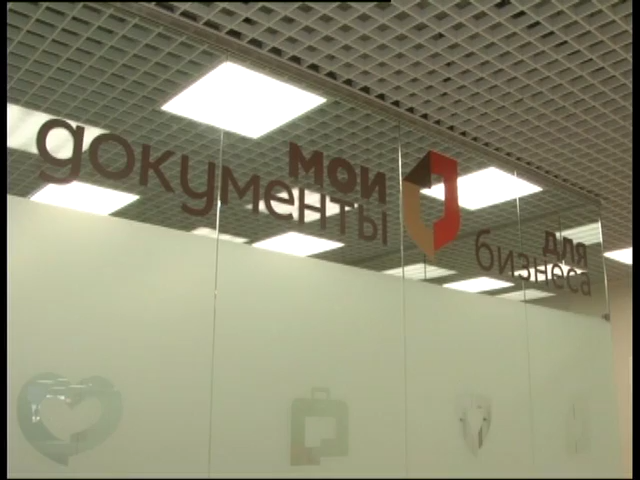 мои
документы
для
бизнеса